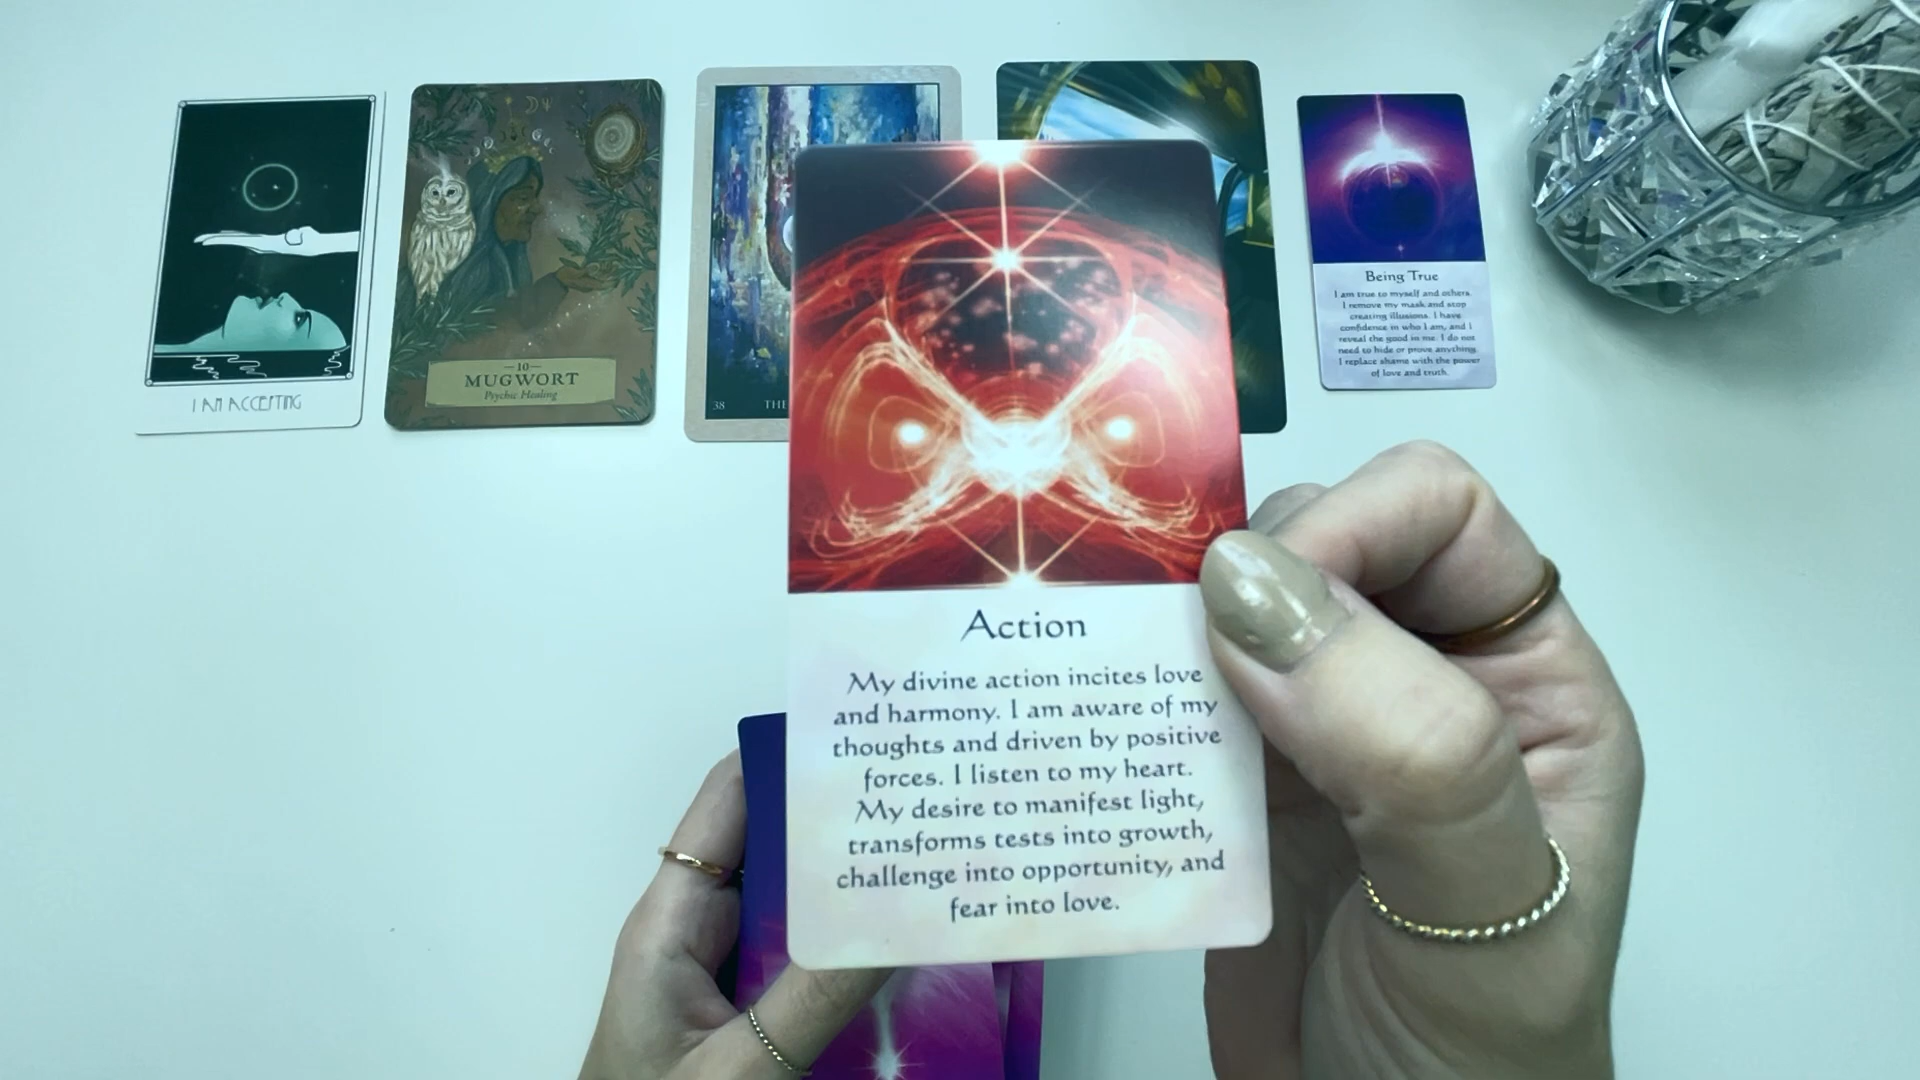 I AM ACCEPTING
10
MUGWORT
Psychic Healing
38
THE
Being True
I am true to myself and others.
I remove my mask and stop
creating illusions. I have
confidence in who I am, and I
reveal the good in me. I do not
need to hide or prove anything.
I replace shame with the power
of love and truth.
Action
My divine action incites love
and harmony. I am aware of my
thoughts and driven by positive
forces. I listen to my heart.
My desire to manifest light,
transforms tests into growth,
challenge into opportunity, and
fear into love.